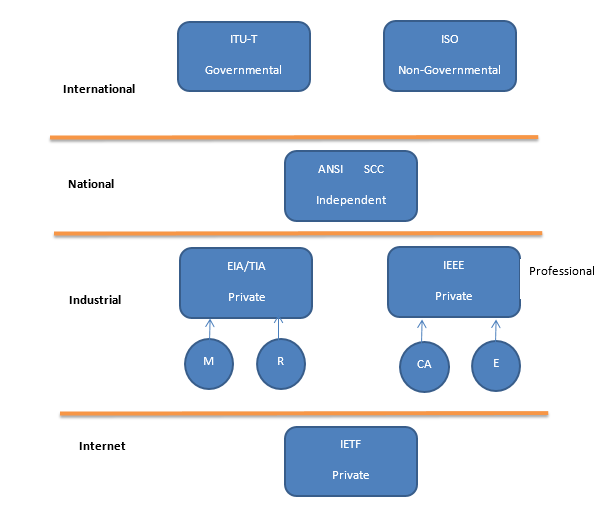 ITU-T
Governmental
ISO
Non-Governmental
International
ANSI SCC
Independent
National
EIA/TIA
Private
IEEE
Private
Professional
Industrial
M
R
CA
E
Internet
IETF
Private